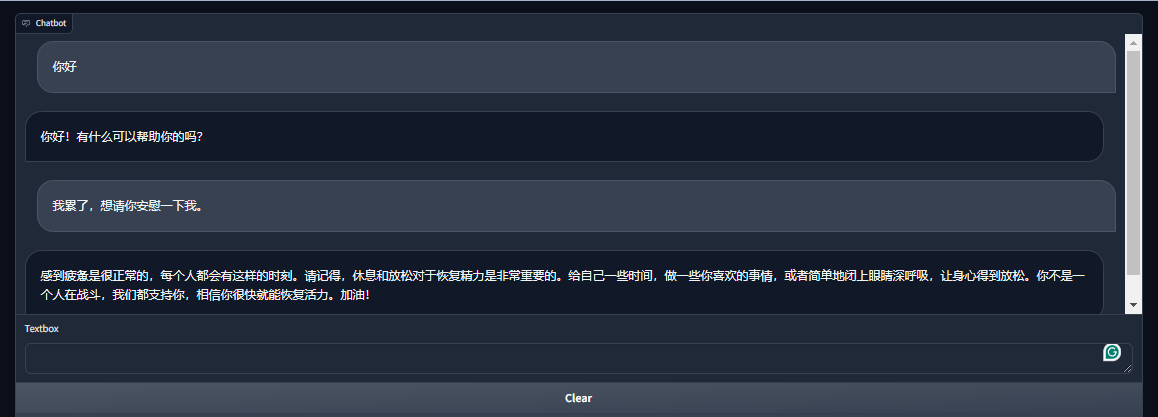 Chatbot
你好
你好！有什么可以帮助你的吗？
我累了，想请你安慰一下我。
感到疲惫是很正常的，每个人都会有这样的时刻。请记得，休息和放松对于恢复精力是非常重要的。给自己一些时间，做一些你喜欢的事情，或者简单地闭上眼睛深呼吸，让身心得到放松。你不是一
个人在战斗，我们都支持你，相信你很快就能恢复活力。加油！
Textbox
Clear